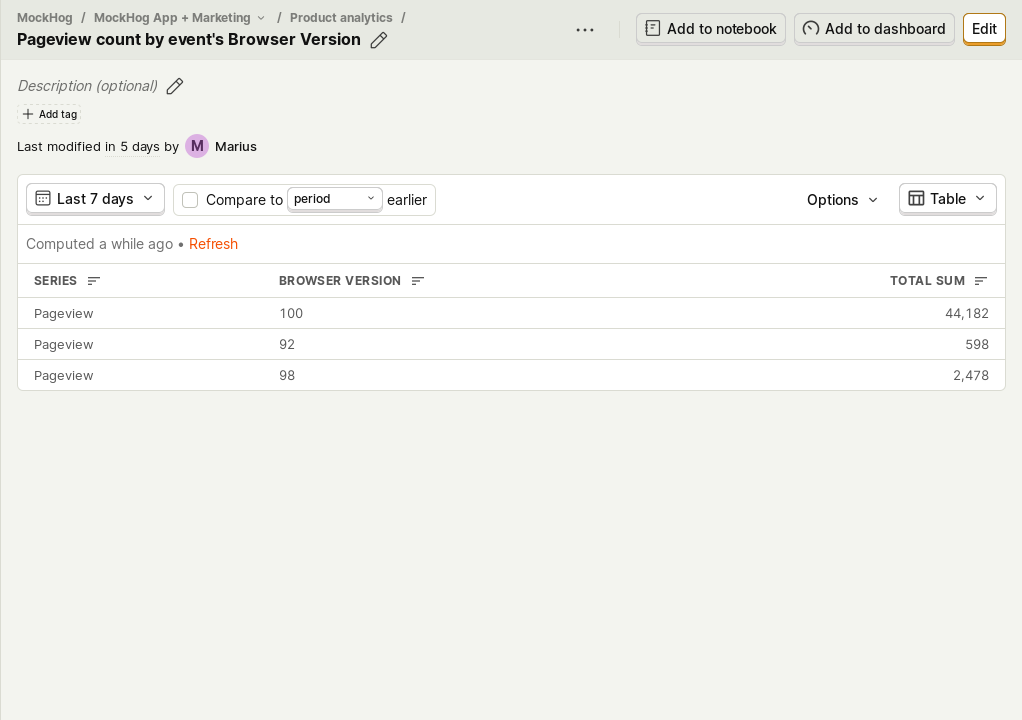 MockHog / MockHog App + Marketing / Product analytics /
Pageview count by event's Browser Version
Add to notebook
Add to dashboard
Edit
Description (optional)
Add tag
Last modified in 5 days by M Marius
Last 7 days
Compare to period earlier
Options
Table
Computed a while ago • Refresh
SERIES BROWSER VERSION TOTAL SUM
Pageview 100 44,182
Pageview 92 598
Pageview 98 2,478